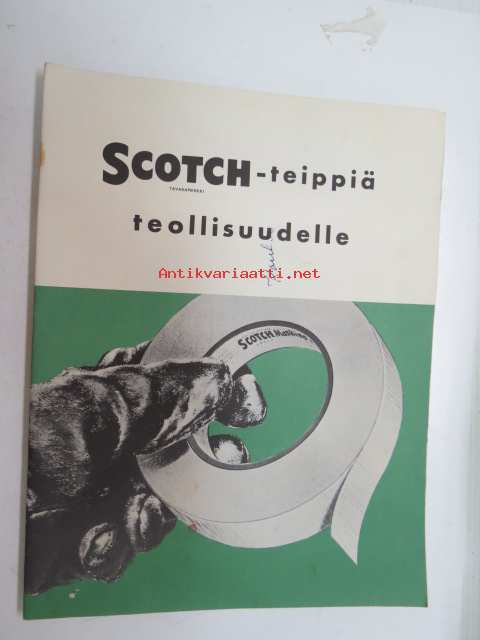 SCOTCH-teippiä
TAVARAMERKKI
teollisuudelle
Antikvariaatti.net
SCOTCH